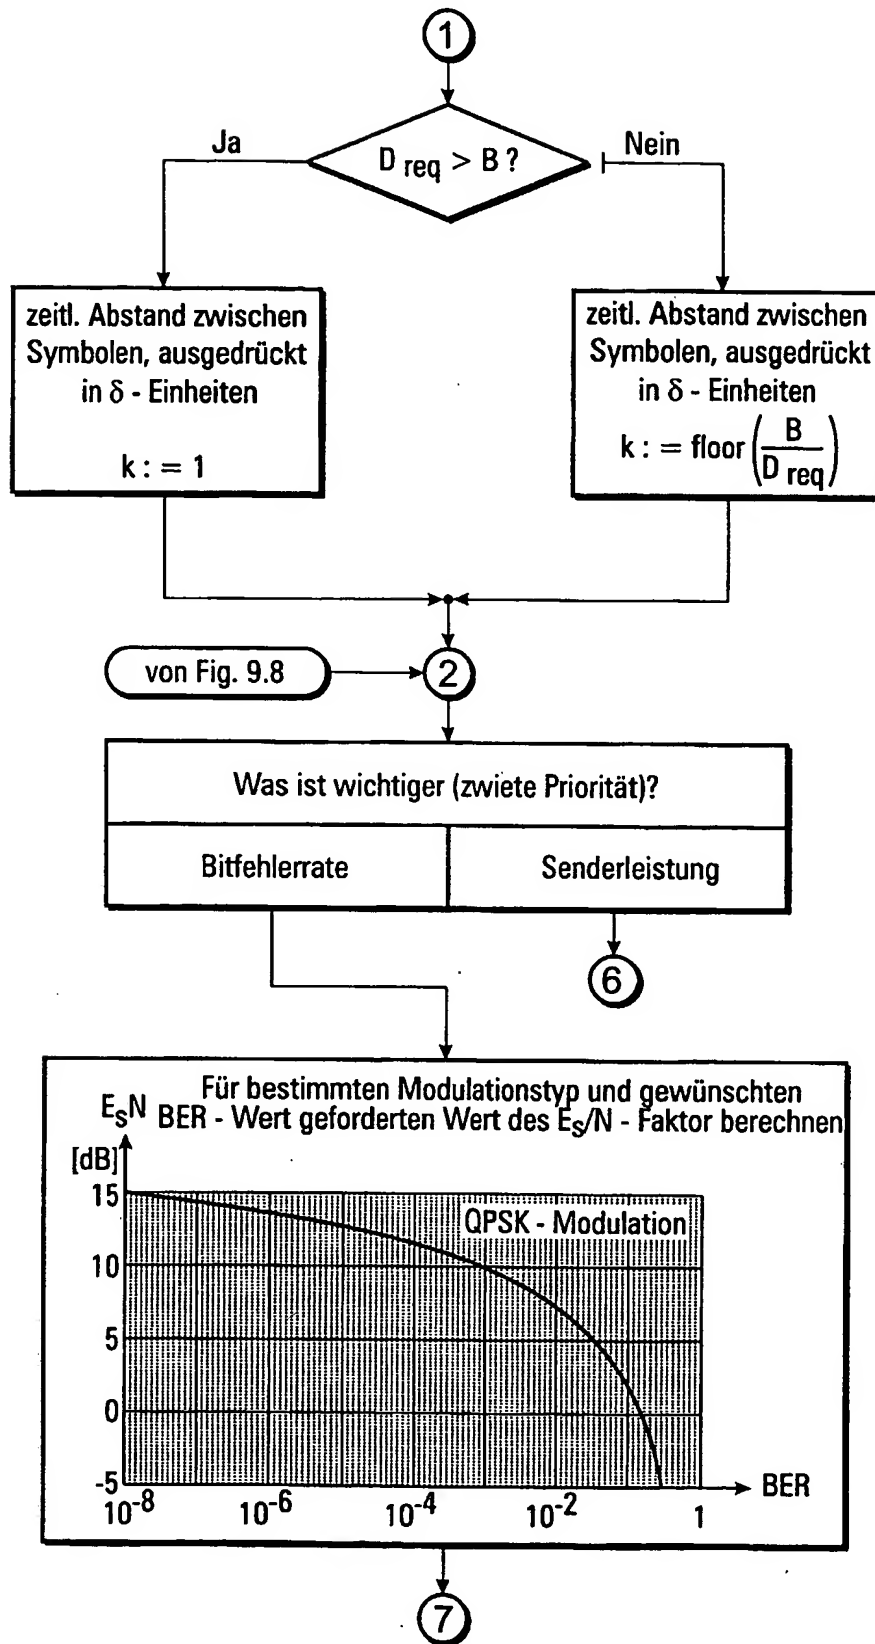 1
D req > B ?
Ja
Nein
zeitl. Abstand zwischen
Symbolen, ausgedrückt
in δ - Einheiten
k : = 1
zeitl. Abstand zwischen
Symbolen, ausgedrückt
in δ - Einheiten
k : = floor (B / D req)
von Fig. 9.8
2
Was ist wichtiger (zwiete Priorität)?
Bitfehlerrate
Senderleistung
6
Für bestimmten Modulationstyp und gewünschten
BER - Wert geforderten Wert des Es/N - Faktor berechnen
EsN
[dB]
QPSK - Modulation
15
10
5
0
-5
10^-8
10^-6
10^-4
10^-2
1
BER
7